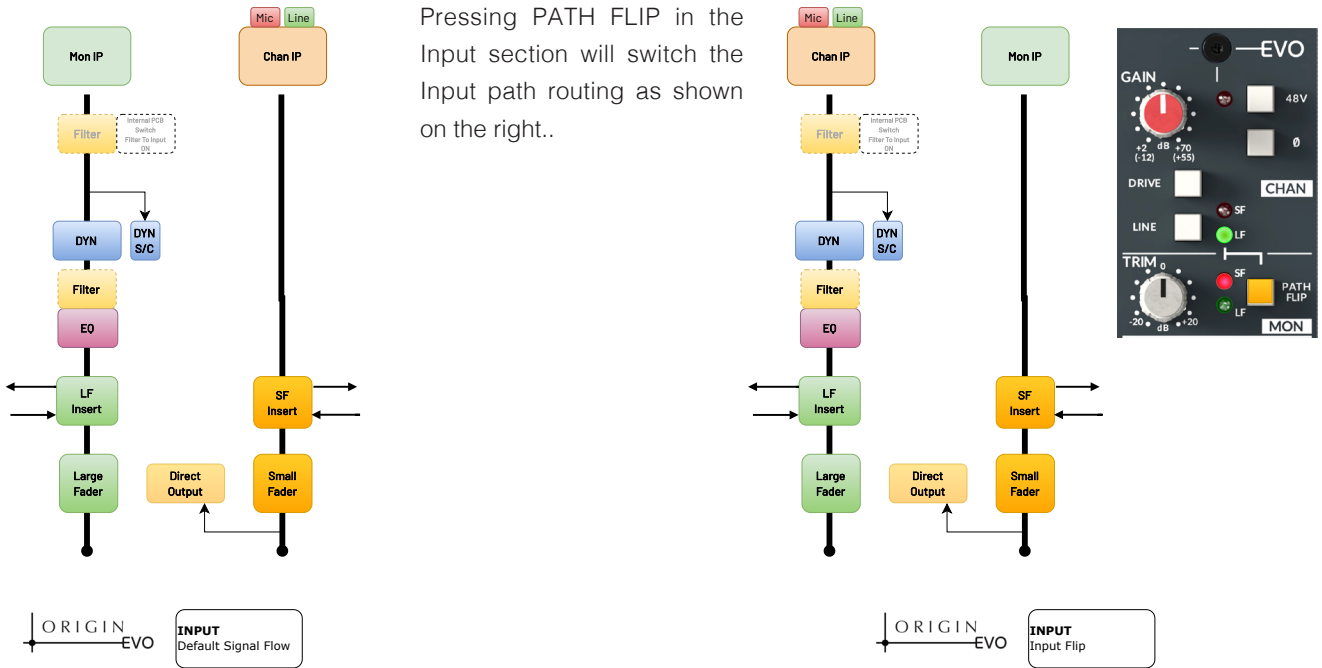 Mic Line
Mon IP
Chan IP
Filter
Internal PCB
Switch
Filter To Input
DN
DYN
DYN
S/C
Filter
EQ
LF
Insert
SF
Insert
Large
Fader
Direct
Output
Small
Fader
ORIGIN
EVO
INPUT
Default Signal Flow
Pressing PATH FLIP in the
Input section will switch the
Input path routing as shown
on the right..
Mic Line
Chan IP
Mon IP
Filter
Internal PCB
Switch
Filter To Input
DN
DYN
DYN
S/C
Filter
EQ
LF
Insert
SF
Insert
Large
Fader
Direct
Output
Small
Fader
ORIGIN
EVO
INPUT
Input Flip
EVO
GAIN
48V
+2 dB +70
(-12) (+55)
Ø
DRIVE
CHAN
SF
LINE
LF
TRIM 0
SF
PATH
FLIP
LF
-20 dB +20
MON